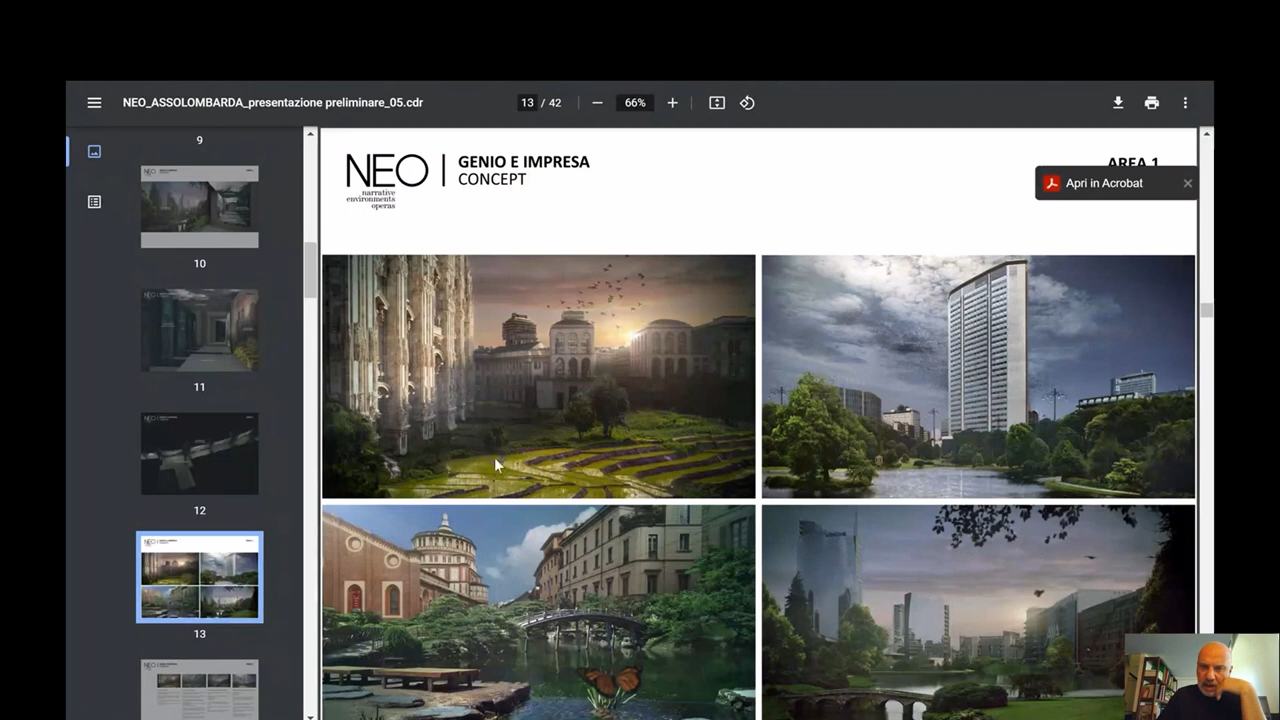 NEO_ASSOLOMBARDA_presentazione preliminare_05.cdr
13 / 42
66%
9
10
11
12
13
NEO
narrative
environments
operas
GENIO E IMPRESA
CONCEPT
AREA 1
Apri in Acrobat